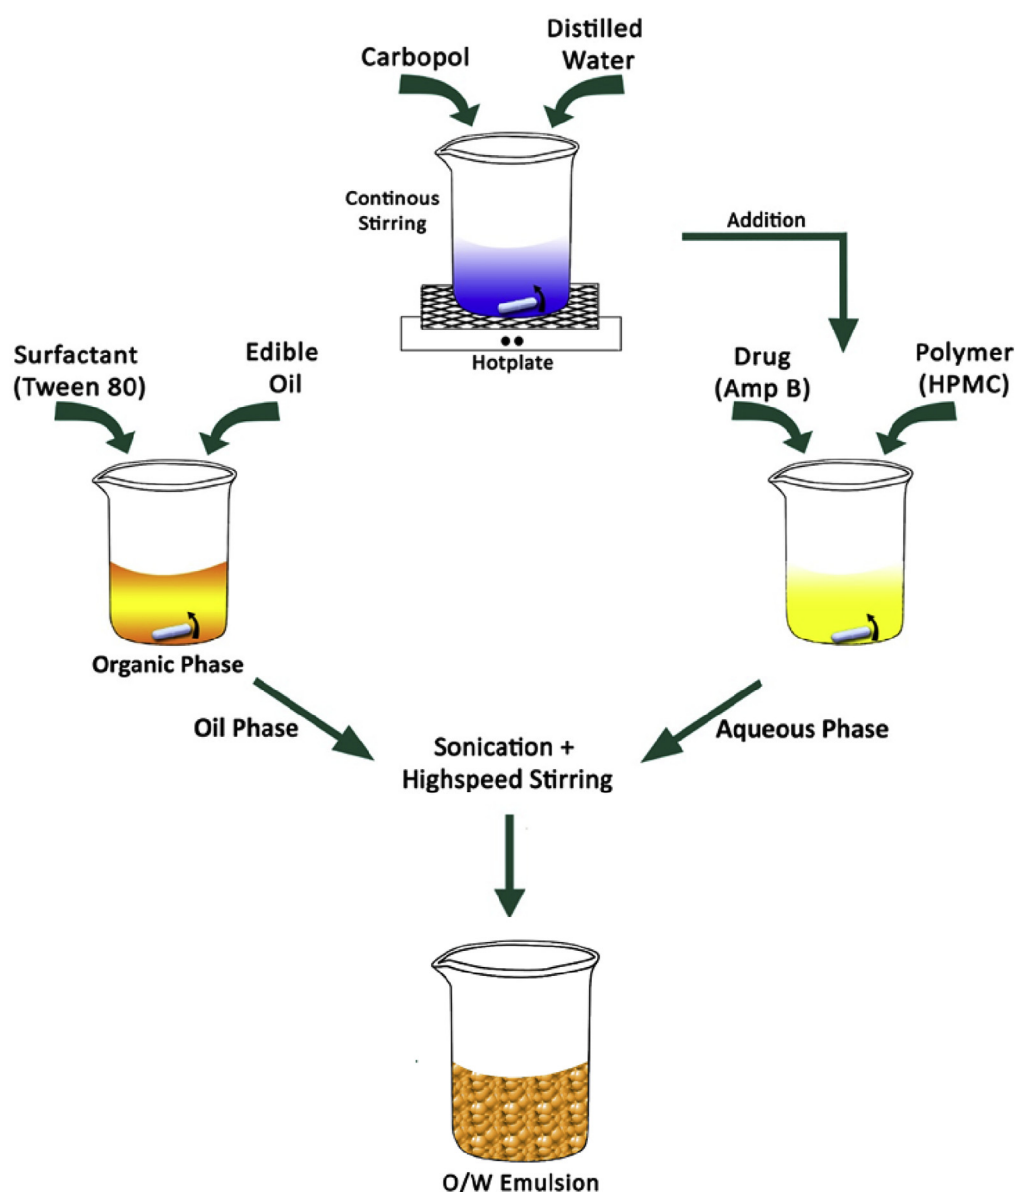 Carbopol
Distilled
Water
Continous
Stirring
Addition
Hotplate
Surfactant
(Tween 80)
Edible
Oil
Drug
(Amp B)
Polymer
(HPMC)
Organic Phase
Oil Phase
Aqueous Phase
Sonication +
Highspeed Stirring
O/W Emulsion